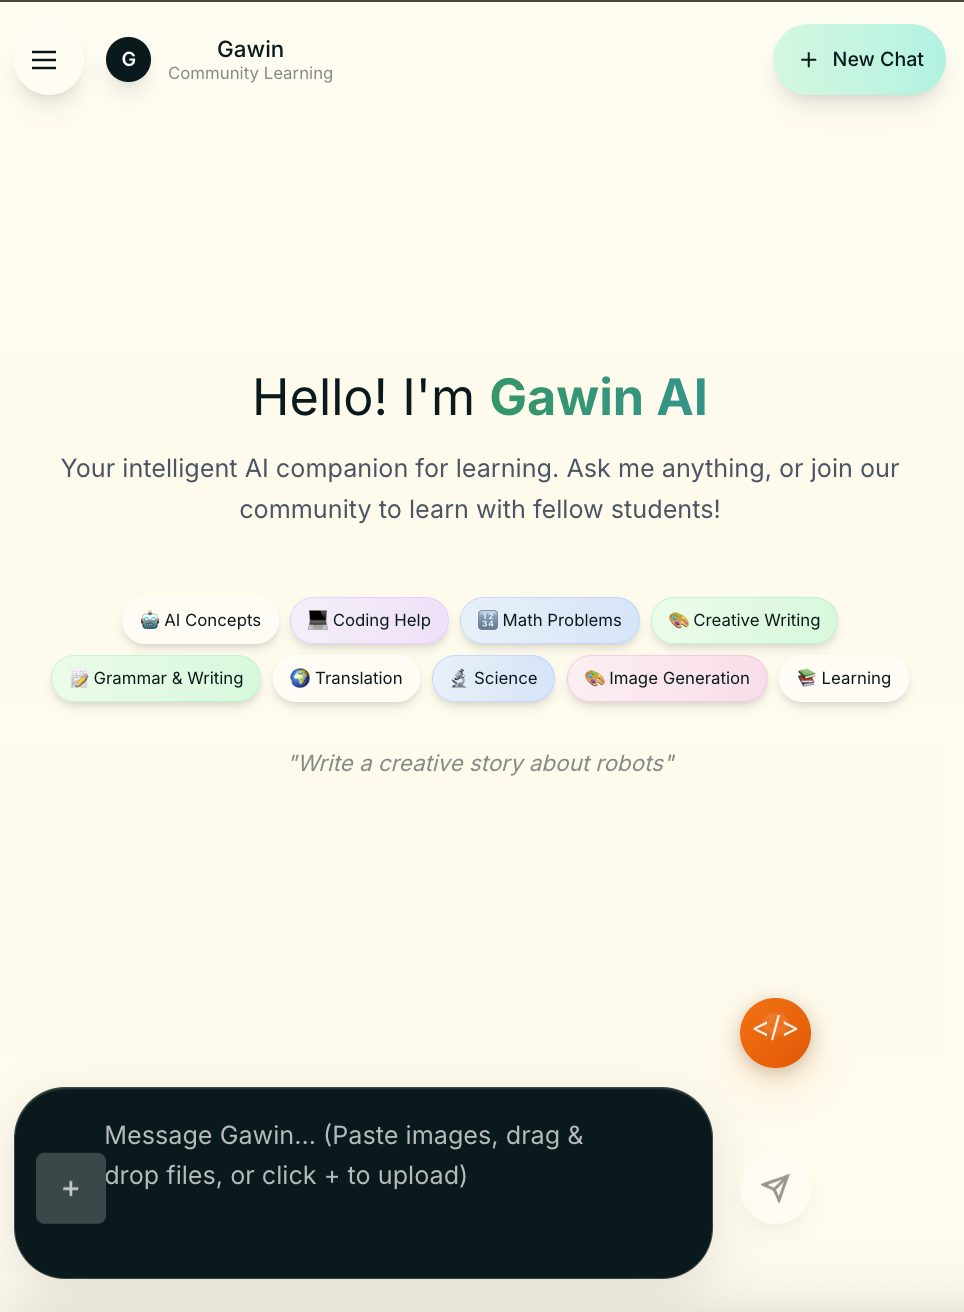 G
Gawin
Community Learning
+ New Chat
Hello! I'm Gawin AI
Your intelligent AI companion for learning. Ask me anything, or join our
community to learn with fellow students!
🤖 AI Concepts
💻 Coding Help
🔢 Math Problems
🎨 Creative Writing
📝 Grammar & Writing
🌍 Translation
🔬 Science
🎨 Image Generation
📚 Learning
"Write a creative story about robots"
</>
Message Gawin... (Paste images, drag &
drop files, or click + to upload)
+